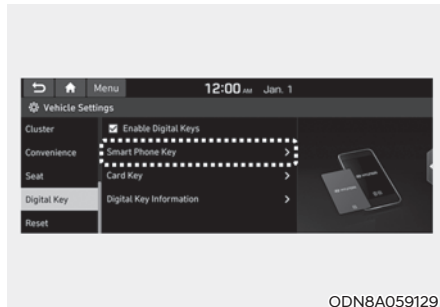 Menu
12:00 AM Jan. 1
Vehicle Settings
Cluster
Enable Digital Keys
Convenience
Smart Phone Key
Seat
Card Key
Digital Key
Digital Key Information
Reset
ODN8A059129